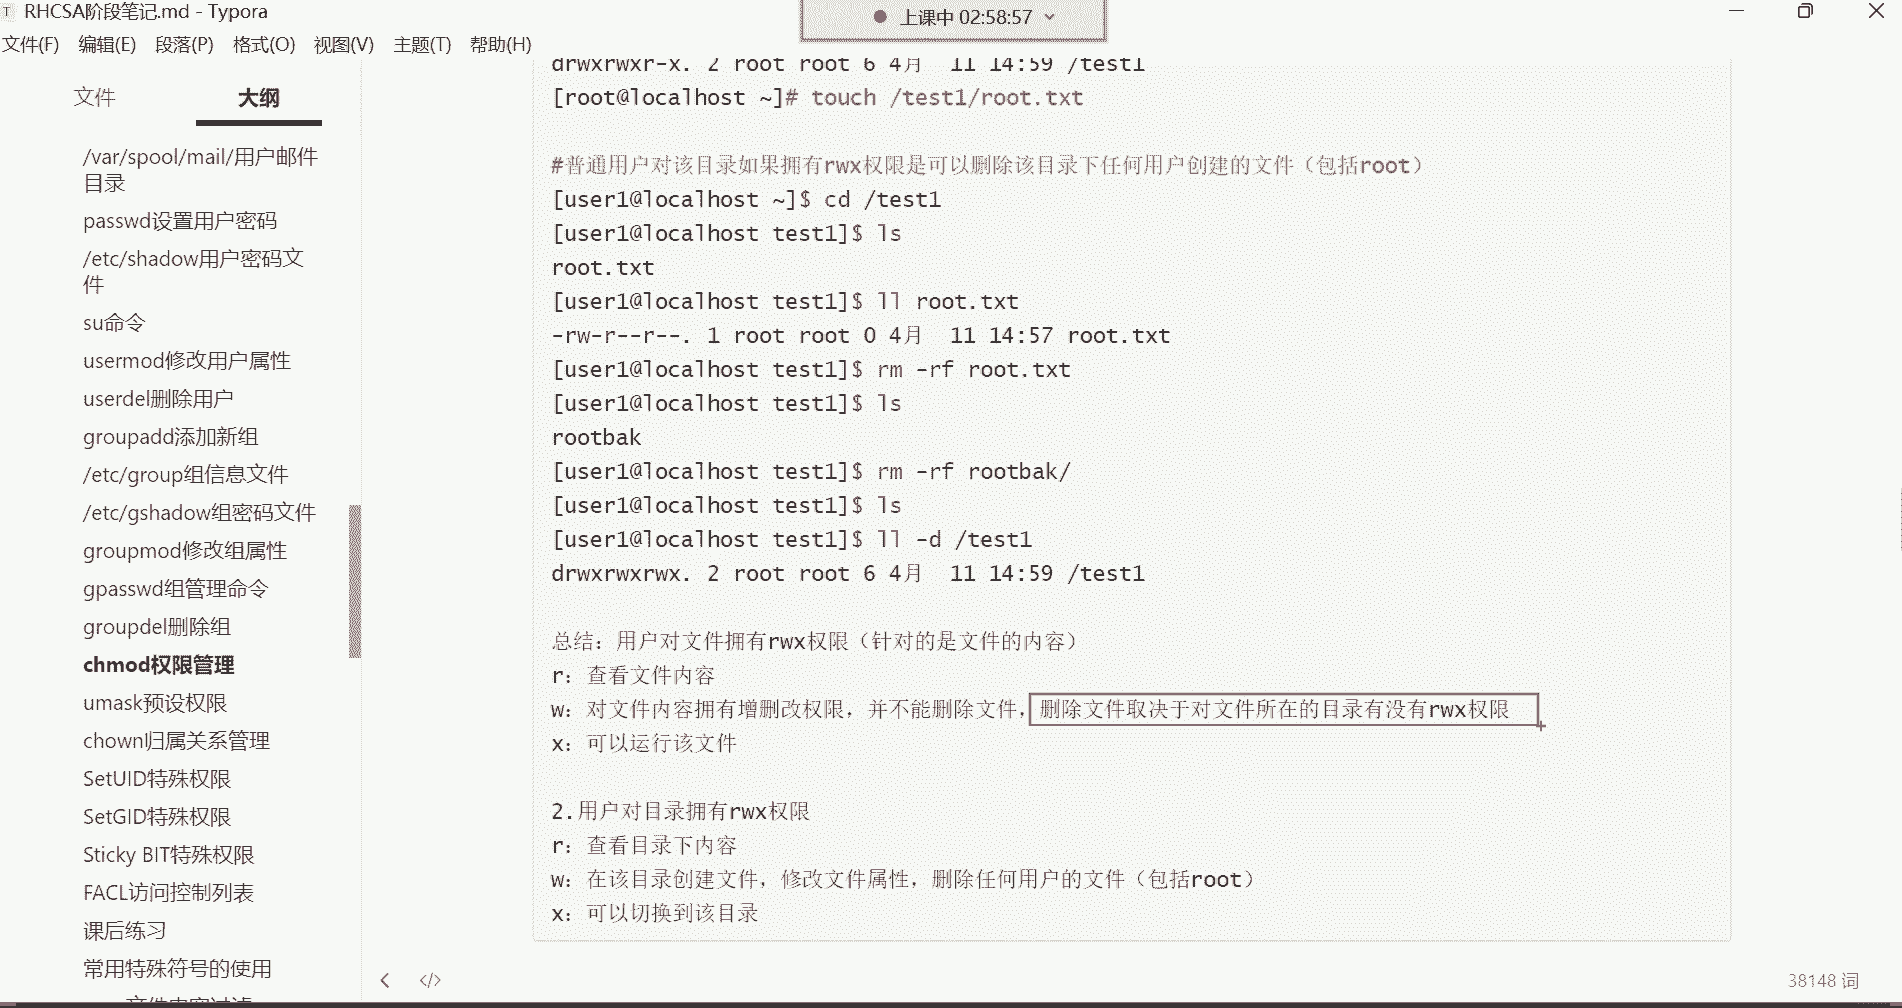 RHCSA阶段笔记.md - Typora
上课中 02:58:57
文件(F) 编辑(E) 段落(P) 格式(O) 视图(V) 主题(T) 帮助(H)
文件 大纲
/var/spool/mail/用户邮件
目录
passwd设置用户密码
/etc/shadow用户密码文
件
su命令
usermod修改用户属性
userdel删除用户
groupadd添加新组
/etc/group组信息文件
/etc/gshadow组密码文件
groupmod修改组属性
gpasswd组管理命令
groupdel删除组
chmod权限管理
umask预设权限
chown归属关系管理
SetUID特殊权限
SetGID特殊权限
Sticky BIT特殊权限
FACL访问控制列表
课后练习
常用特殊符号的使用
drwxrwxr-x. 2 root root 6 4月  11 14:59 /test1
[root@localhost ~]# touch /test1/root.txt
#普通用户对该目录如果拥有rwx权限是可以删除该目录下任何用户创建的文件（包括root）
[user1@localhost ~]$ cd /test1
[user1@localhost test1]$ ls
root.txt
[user1@localhost test1]$ ll root.txt
-rw-r--r--. 1 root root 0 4月  11 14:57 root.txt
[user1@localhost test1]$ rm -rf root.txt
[user1@localhost test1]$ ls
rootbak
[user1@localhost test1]$ rm -rf rootbak/
[user1@localhost test1]$ ls
[user1@localhost test1]$ ll -d /test1
drwxrwxrwx. 2 root root 6 4月  11 14:59 /test1
总结：用户对文件拥有rwx权限（针对的是文件的内容）
r：查看文件内容
w：对文件内容拥有增删改权限，并不能删除文件，删除文件取决于对文件所在的目录有没有rwx权限
x：可以运行该文件
2.用户对目录拥有rwx权限
r：查看目录下内容
w：在该目录创建文件，修改文件属性，删除任何用户的文件（包括root）
x：可以切换到该目录
38148 词